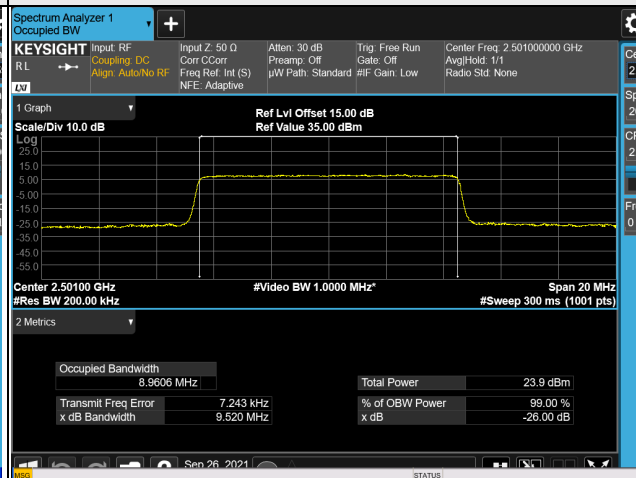 Spectrum Analyzer 1
Occupied BW
+
KEYSIGHT
RL
LXI
Input: RF
Coupling: DC
Align: Auto/No RF
Input Z: 50 Ω
Corr CCorr
Freq Ref: Int (S)
NFE: Adaptive
Atten: 30 dB
Preamp: Off
µW Path: Standard
Trig: Free Run
Gate: Off
#IF Gain: Low
Center Freq: 2.501000000 GHz
Avg|Hold: 1/1
Radio Std: None
1 Graph
Scale/Div 10.0 dB
Ref Lvl Offset 15.00 dB
Ref Value 35.00 dBm
Log
25.0
15.0
5.00
-5.00
-15.0
-25.0
-35.0
-45.0
-55.0
Center 2.50100 GHz
#Res BW 200.00 kHz
#Video BW 1.0000 MHz*
Span 20 MHz
#Sweep 300 ms (1001 pts)
2 Metrics
Occupied Bandwidth
8.9606 MHz
Total Power 23.9 dBm
Transmit Freq Error 7.243 kHz
% of OBW Power 99.00 %
x dB Bandwidth 9.520 MHz
x dB -26.00 dB
Sep 26, 2021
MSG
STATUS